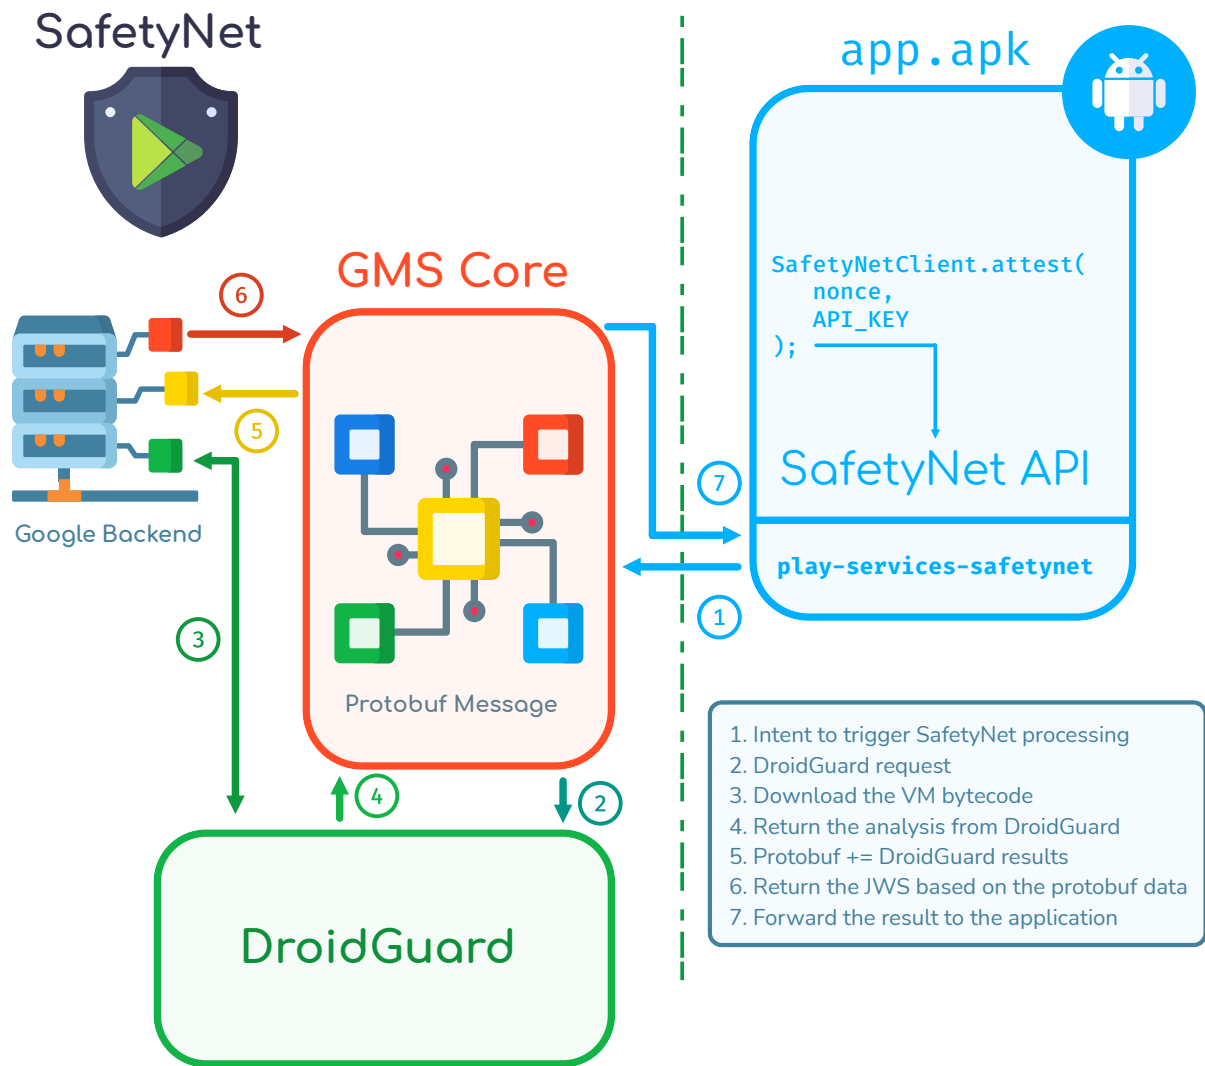 SafetyNet
app.apk
SafetyNetClient.attest(
nonce,
API_KEY
);
GMS Core
6
5
Google Backend
SafetyNet API
7
play-services-safetynet
1
3
Protobuf Message
4
2
DroidGuard
1. Intent to trigger SafetyNet processing
2. DroidGuard request
3. Download the VM bytecode
4. Return the analysis from DroidGuard
5. Protobuf += DroidGuard results
6. Return the JWS based on the protobuf data
7. Forward the result to the application